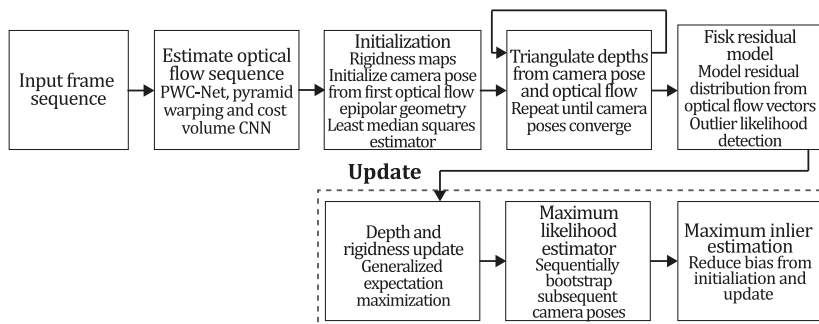 Input frame
sequence
Estimate optical
flow sequence
PWC-Net, pyramid
warping and cost
volume CNN
Initialization
Rigidness maps
Initialize camera pose
from first optical flow
epipolar geometry
Least median squares
estimator
Triangulate depths
from camera pose
and optical flow
Repeat until camera
poses converge
Fisk residual
model
Model residual
distribution from
optical flow vectors
Outlier likelihood
detection
Update
Depth and
rigidness update
Generalized
expectation
maximization
Maximum
likelihood
estimator
Sequentially
bootstrap
subsequent
camera poses
Maximum inlier
estimation
Reduce bias from
initialiation and
update